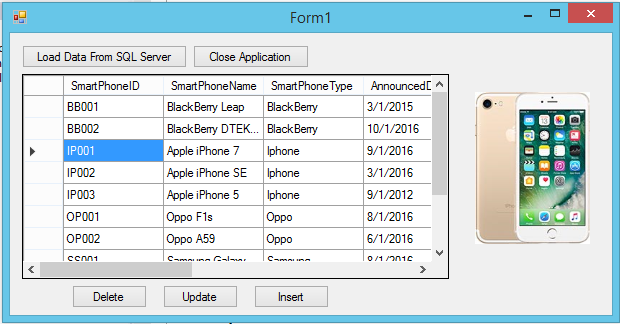 Form1
Load Data From SQL Server Close Application
SmartPhoneID SmartPhoneName SmartPhoneType AnnouncedD
BB001 BlackBerry Leap BlackBerry 3/1/2015
BB002 BlackBerry DTEK... BlackBerry 10/1/2016
IP001 Apple iPhone 7 Iphone 9/1/2016
IP002 Apple iPhone SE Iphone 3/1/2016
IP003 Apple iPhone 5 Iphone 9/1/2012
OP001 Oppo F1s Oppo 8/1/2016
OP002 Oppo A59 Oppo 6/1/2016
SS001 Samsung Galaxy Samsung 8/1/2016
Delete Update Insert